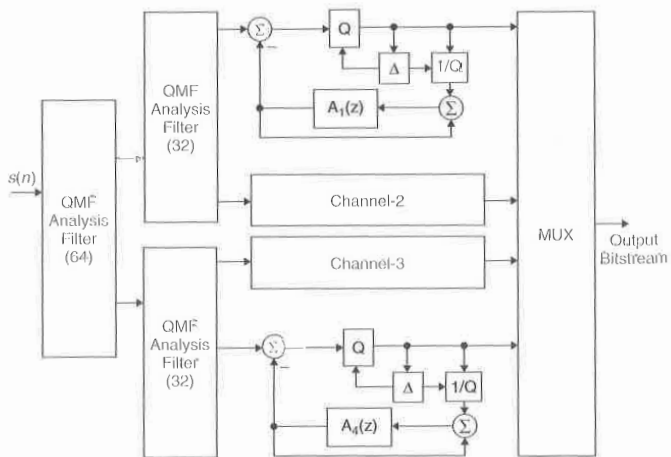 s(n)
QMF
Analysis
Filter
(64)
QMF
Analysis
Filter
(32)
Σ
–
Q
Δ
1/Q
A₁(z)
Σ
Channel-2
Channel-3
QMF
Analysis
Filter
(32)
Σ
–
Q
Δ
1/Q
A₄(z)
Σ
MUX
Output
Bitstream